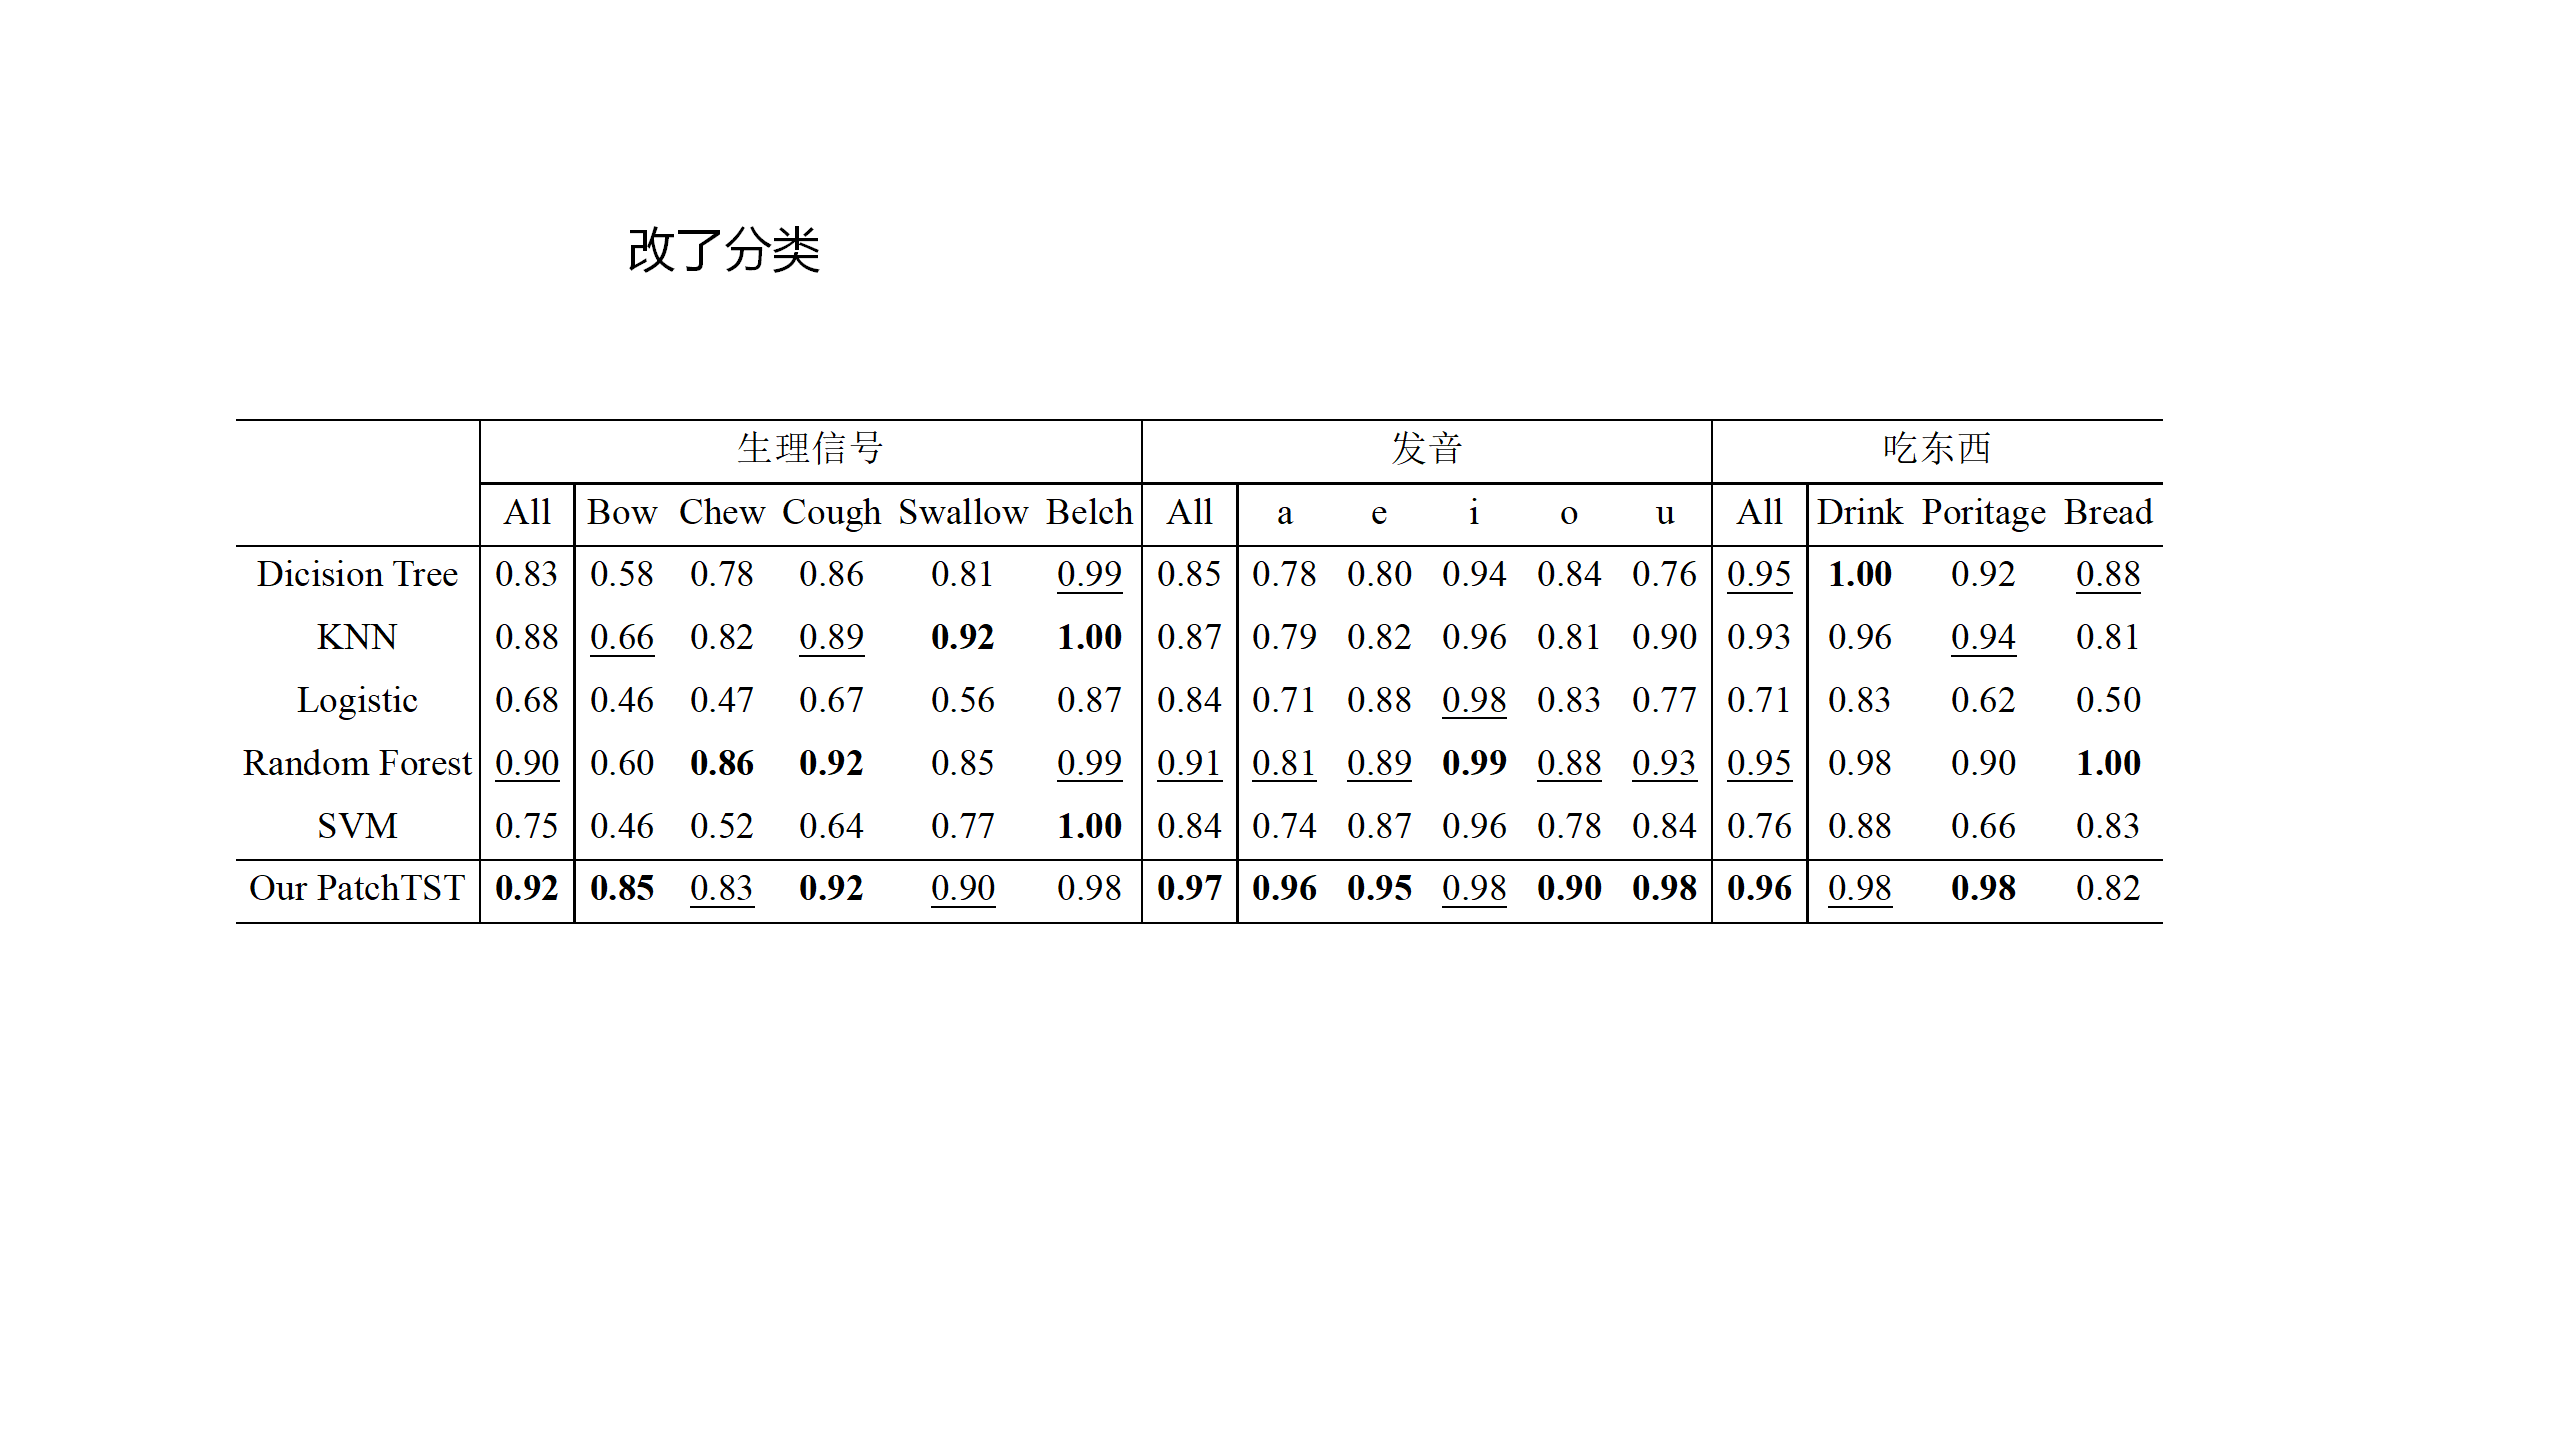 改了分类
生理信号 发音 吃东西
All Bow Chew Cough Swallow Belch All a e i o u All Drink Poritage Bread
Dicision Tree 0.83 0.58 0.78 0.86 0.81 0.99 0.85 0.78 0.80 0.94 0.84 0.76 0.95 1.00 0.92 0.88
KNN 0.88 0.66 0.82 0.89 0.92 1.00 0.87 0.79 0.82 0.96 0.81 0.90 0.93 0.96 0.94 0.81
Logistic 0.68 0.46 0.47 0.67 0.56 0.87 0.84 0.71 0.88 0.98 0.83 0.77 0.71 0.83 0.62 0.50
Random Forest 0.90 0.60 0.86 0.92 0.85 0.99 0.91 0.81 0.89 0.99 0.88 0.93 0.95 0.98 0.90 1.00
SVM 0.75 0.46 0.52 0.64 0.77 1.00 0.84 0.74 0.87 0.96 0.78 0.84 0.76 0.88 0.66 0.83
Our PatchTST 0.92 0.85 0.83 0.92 0.90 0.98 0.97 0.96 0.95 0.98 0.90 0.98 0.96 0.98 0.98 0.82